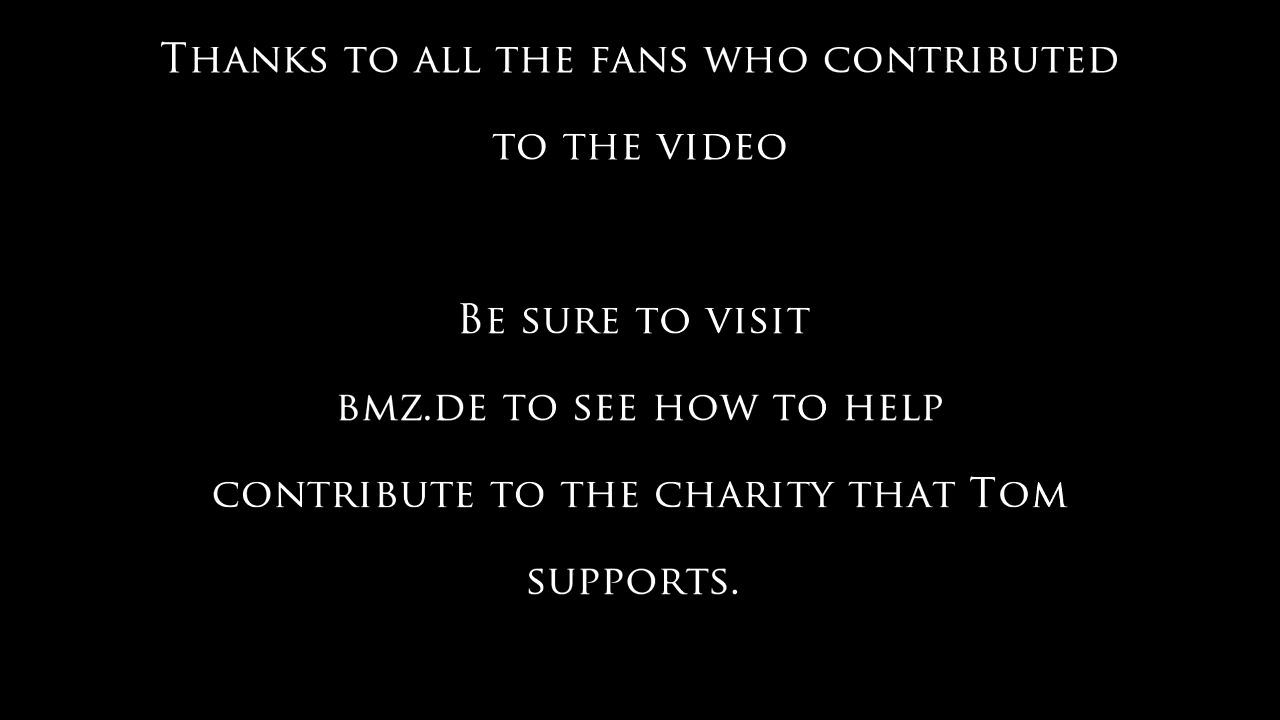 Thanks to all the fans who contributed
to the video
Be sure to visit
bmz.de to see how to help
contribute to the charity that Tom
supports.